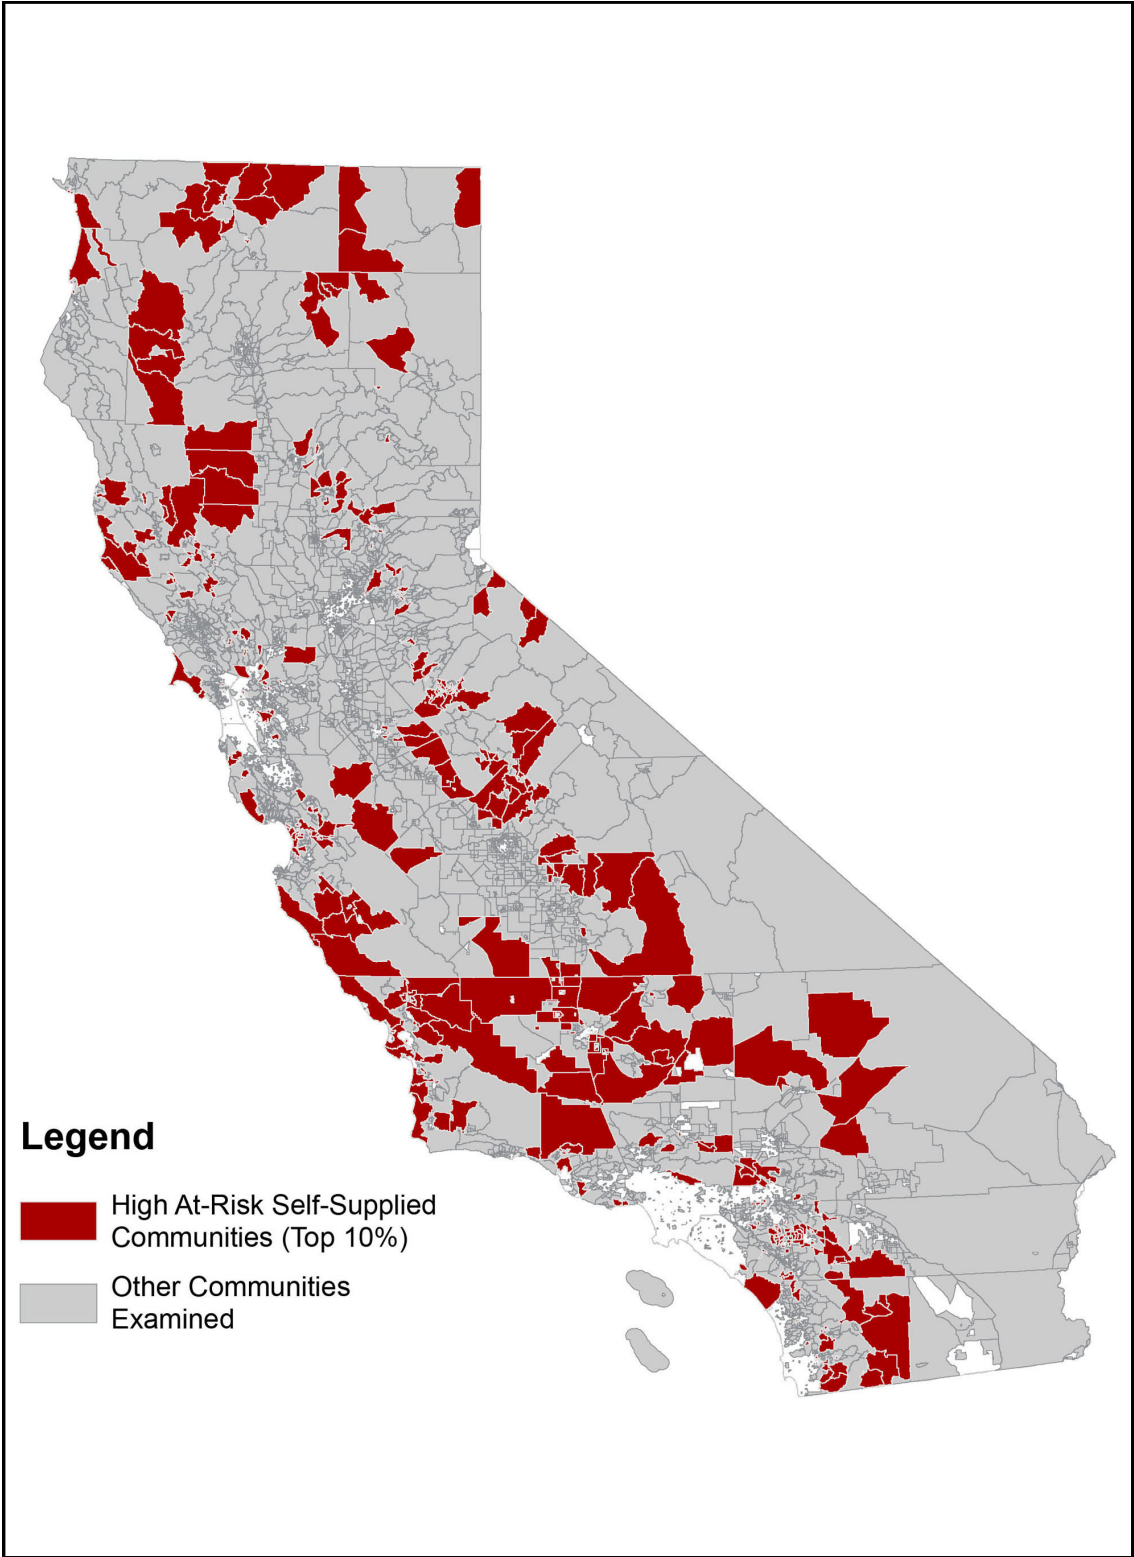 Legend
High At-Risk Self-Supplied
Communities (Top 10%)
Other Communities
Examined